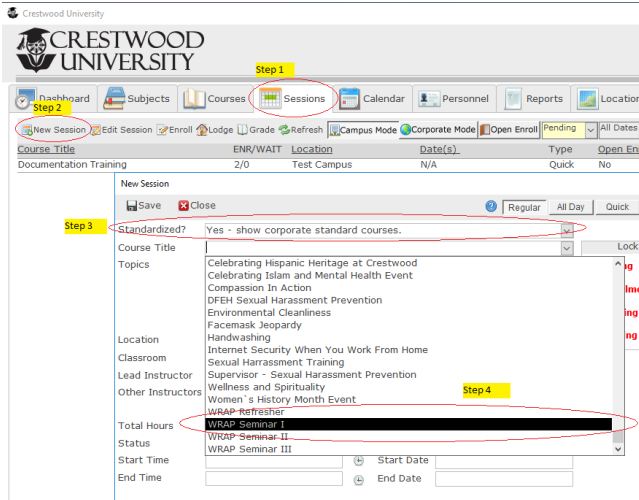 Crestwood University
CRESTWOOD
UNIVERSITY
Step 1
Dashboard Subjects Courses Sessions Calendar Personnel Reports Location
Step 2
New Session Edit Session Enroll Lodge Grade Refresh Campus Mode Corporate Mode Open Enroll Pending All Dates
Course Title ENR/WAIT Location Date(s) Type Open En
Documentation Training 2/0 Test Campus N/A Quick No
New Session
Save Close ? Regular All Day Quick
Step 3
Standardized? Yes - show corporate standard courses.
Course Title Lock
Topics
Celebrating Hispanic Heritage at Crestwood
Celebrating Islam and Mental Health Event
Compassion In Action
DFEH Sexual Harassment Prevention
Environmental Cleanliness
Facemask Jeopardy
Handwashing
Internet Security When You Work From Home
Sexual Harrassment Training
Supervisor - Sexual Harassment Prevention
Wellness and Spirituality
Women`s History Month Event
WRAP Refresher
WRAP Seminar I
WRAP Seminar II
WRAP Seminar III
Step 4
Location
Classroom
Lead Instructor
Other Instructors
Total Hours
Status
Start Time Start Date
End Time End Date